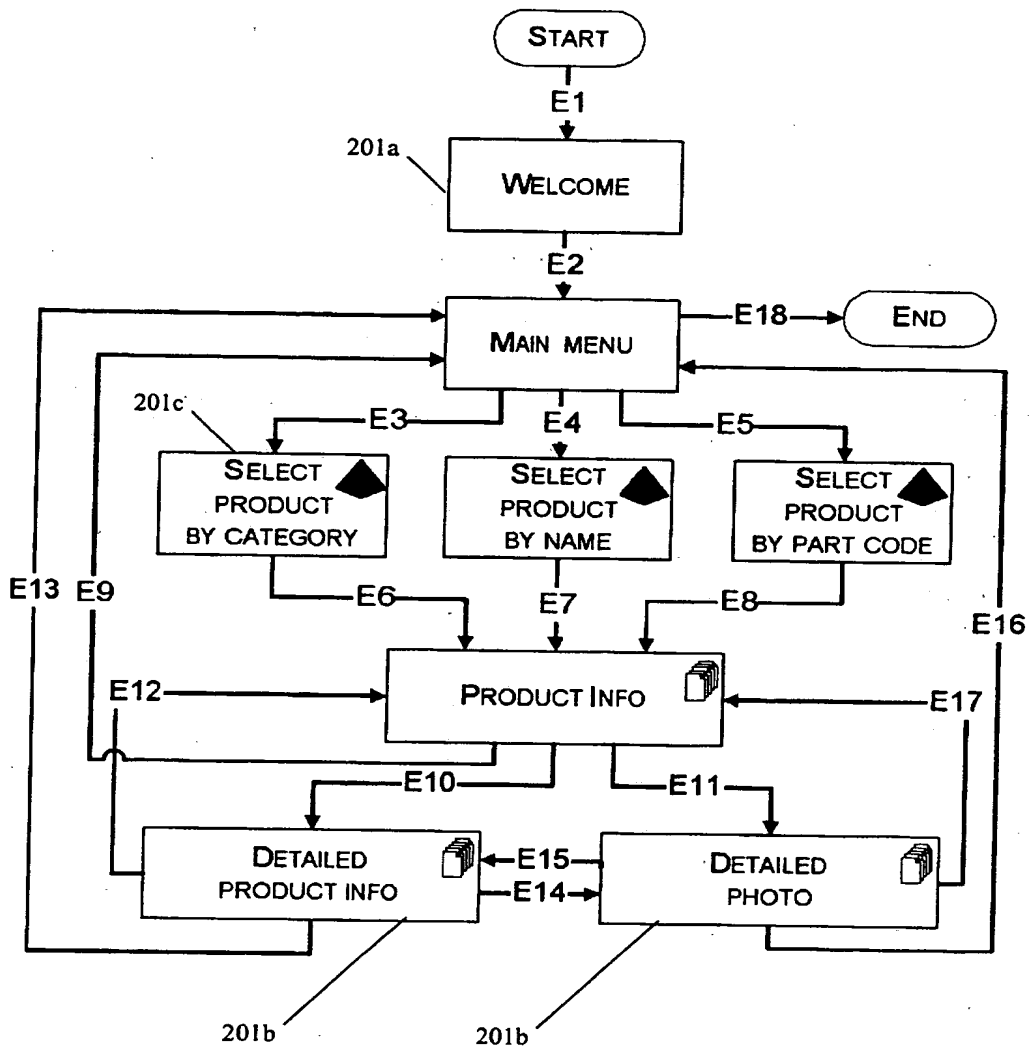 START
E1
201a
WELCOME
E2
MAIN MENU
E18
END
201c
E3
E4
E5
SELECT
PRODUCT
BY CATEGORY
SELECT
PRODUCT
BY NAME
SELECT
PRODUCT
BY PART CODE
E13
E9
E6
E7
E8
E16
E12
PRODUCT INFO
E17
E10
E11
DETAILED
PRODUCT INFO
E15
E14
DETAILED
PHOTO
201b
201b